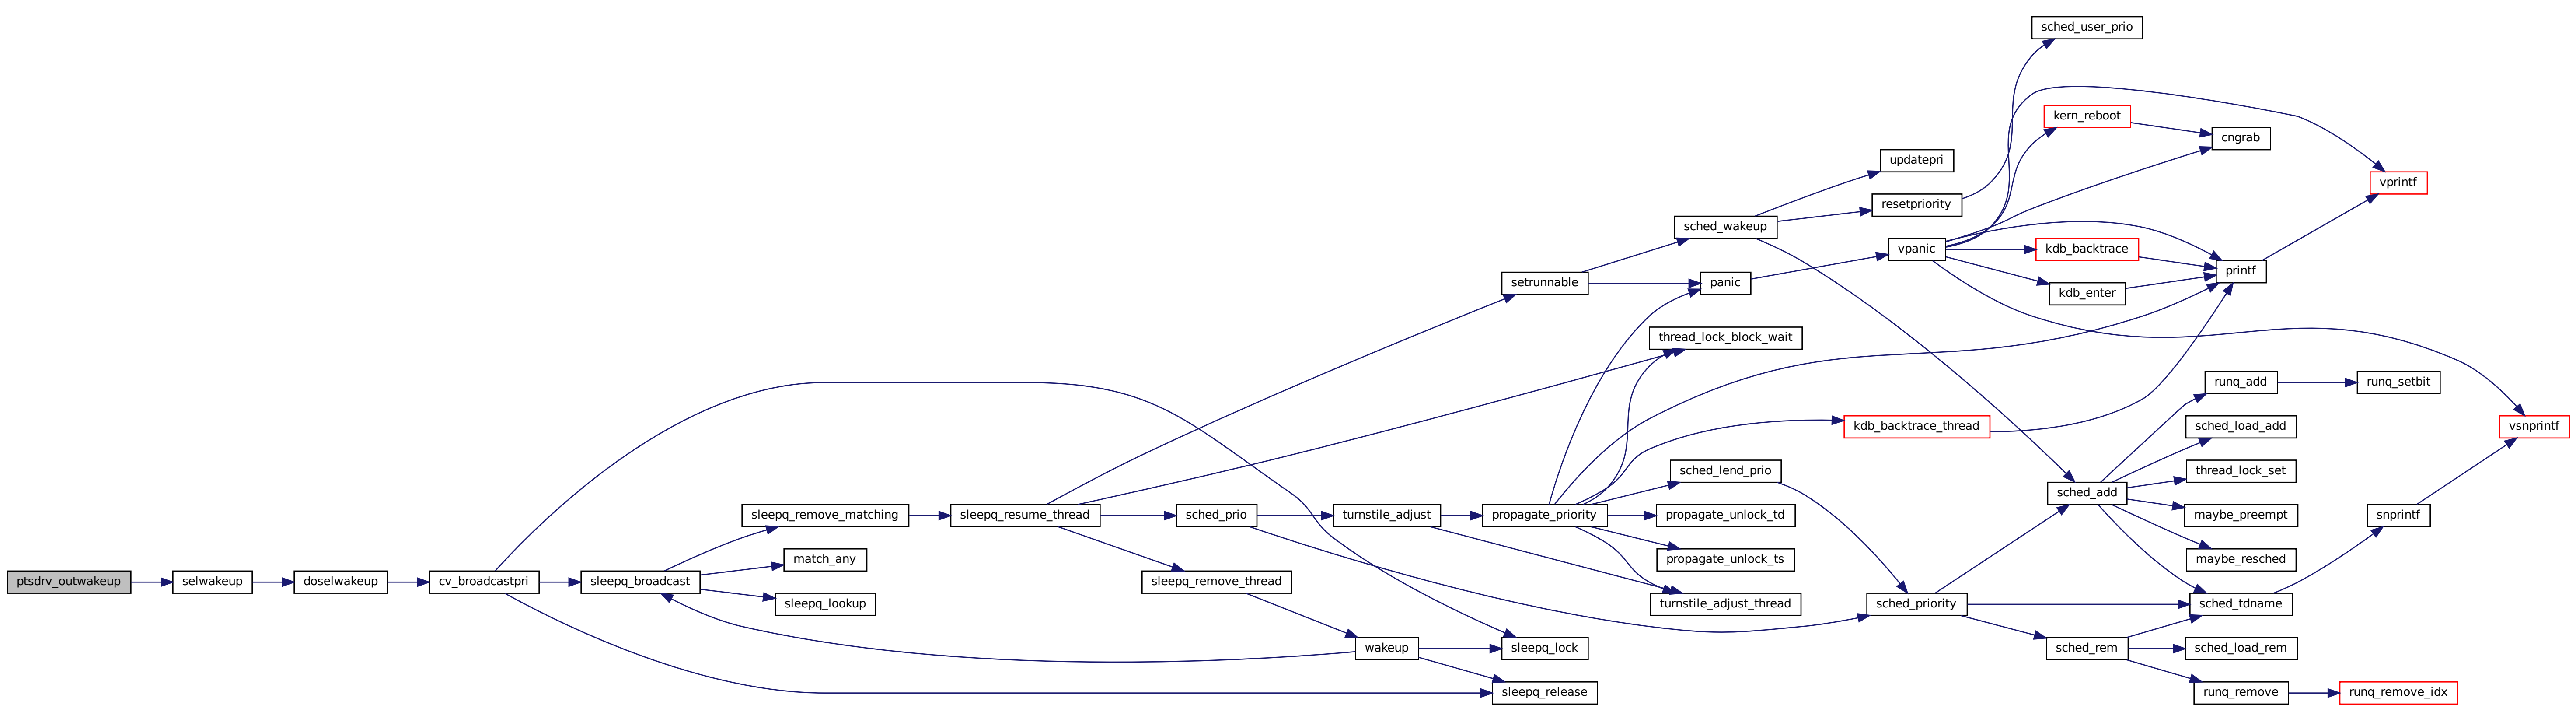 sched_user_prio
kern_reboot
cngrab
updatepri
vprintf
resetpriority
sched_wakeup
vpanic
kdb_backtrace
printf
setrunnable
panic
kdb_enter
thread_lock_block_wait
runq_add
runq_setbit
kdb_backtrace_thread
sched_load_add
vsnprintf
sched_lend_prio
thread_lock_set
sched_add
sleepq_remove_matching
sleepq_resume_thread
sched_prio
turnstile_adjust
propagate_priority
propagate_unlock_td
maybe_preempt
snprintf
match_any
propagate_unlock_ts
maybe_resched
ptsdrv_outwakeup
selwakeup
doselwakeup
cv_broadcastpri
sleepq_broadcast
sleepq_remove_thread
sleepq_lookup
turnstile_adjust_thread
sched_priority
sched_tdname
wakeup
sleepq_lock
sched_rem
sched_load_rem
sleepq_release
runq_remove
runq_remove_idx